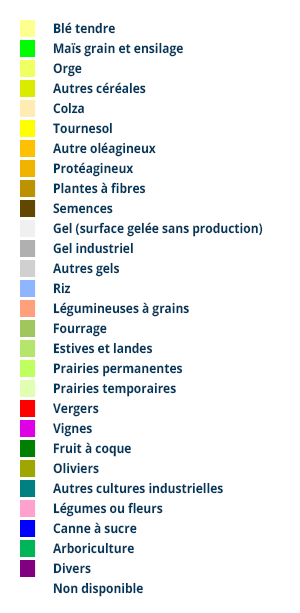 Blé tendre
Maïs grain et ensilage
Orge
Autres céréales
Colza
Tournesol
Autre oléagineux
Protéagineux
Plantes à fibres
Semences
Gel (surface gelée sans production)
Gel industriel
Autres gels
Riz
Légumineuses à grains
Fourrage
Estives et landes
Prairies permanentes
Prairies temporaires
Vergers
Vignes
Fruit à coque
Oliviers
Autres cultures industrielles
Légumes ou fleurs
Canne à sucre
Arboriculture
Divers
Non disponible